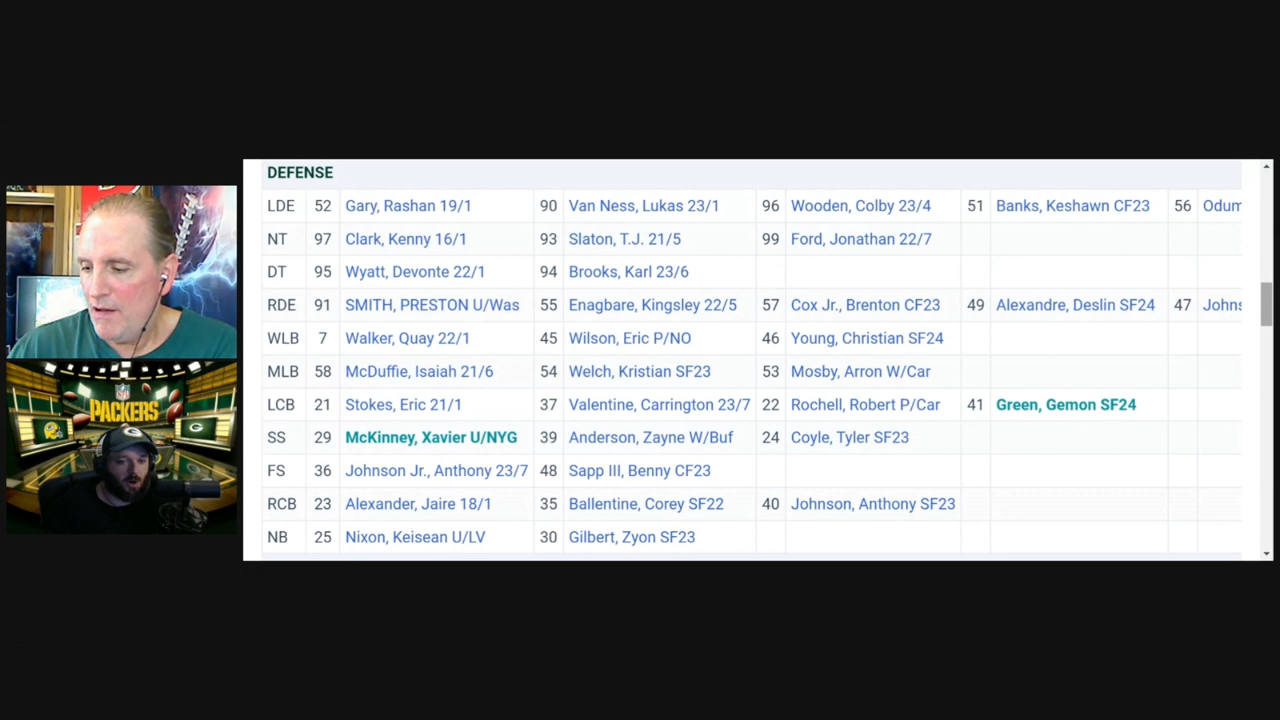 DEFENSE
LDE 52 Gary, Rashan 19/1 90 Van Ness, Lukas 23/1 96 Wooden, Colby 23/4 51 Banks, Keshawn CF23 56 Odum
NT 97 Clark, Kenny 16/1 93 Slaton, T.J. 21/5 99 Ford, Jonathan 22/7
DT 95 Wyatt, Devonte 22/1 94 Brooks, Karl 23/6
RDE 91 SMITH, PRESTON U/Was 55 Enagbare, Kingsley 22/5 57 Cox Jr., Brenton CF23 49 Alexandre, Deslin SF24 47 Johns
WLB 7 Walker, Quay 22/1 45 Wilson, Eric P/NO 46 Young, Christian SF24
MLB 58 McDuffie, Isaiah 21/6 54 Welch, Kristian SF23 53 Mosby, Arron W/Car
LCB 21 Stokes, Eric 21/1 37 Valentine, Carrington 23/7 22 Rochell, Robert P/Car 41 Green, Gemon SF24
SS 29 McKinney, Xavier U/NYG 39 Anderson, Zayne W/Buf 24 Coyle, Tyler SF23
FS 36 Johnson Jr., Anthony 23/7 48 Sapp III, Benny CF23
RCB 23 Alexander, Jaire 18/1 35 Ballentine, Corey SF22 40 Johnson, Anthony SF23
NB 25 Nixon, Keisean U/LV 30 Gilbert, Zyon SF23
NFL
PACKERS
G